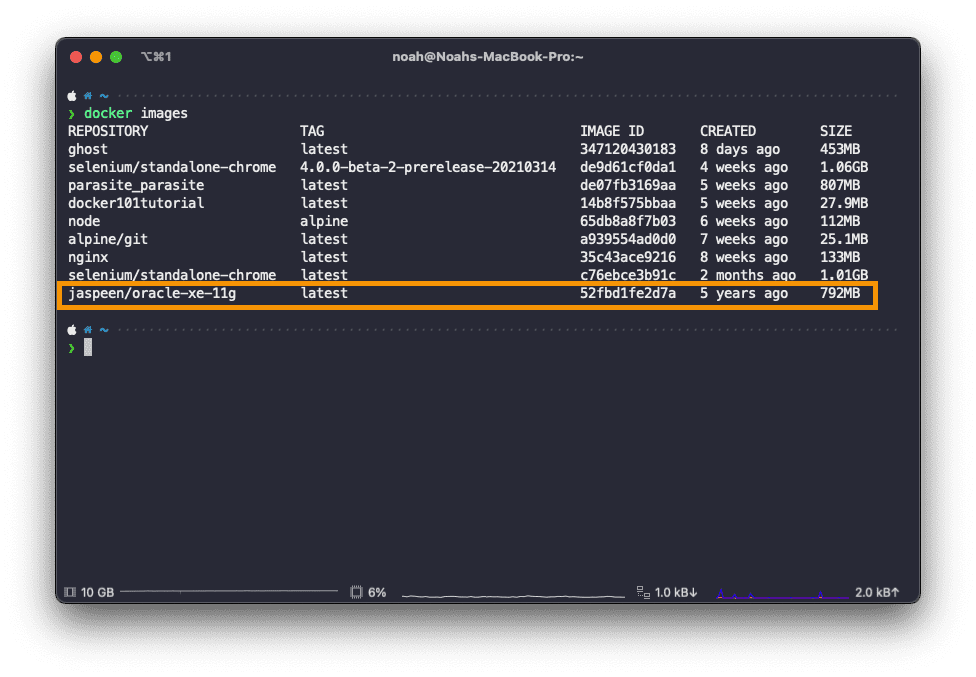 ⌥⌘1 noah@Noahs-MacBook-Pro:~
~
❯ docker images
REPOSITORY TAG IMAGE ID CREATED SIZE
ghost latest 347120430183 8 days ago 453MB
selenium/standalone-chrome 4.0.0-beta-2-prerelease-20210314 de9d61cf0da1 4 weeks ago 1.06GB
parasite_parasite latest de07fb3169aa 5 weeks ago 807MB
docker101tutorial latest 14b8f575bbaa 5 weeks ago 27.9MB
node alpine 65db8a8f7b03 6 weeks ago 112MB
alpine/git latest a939554ad0d0 7 weeks ago 25.1MB
nginx latest 35c43ace9216 8 weeks ago 133MB
selenium/standalone-chrome latest c76ebce3b91c 2 months ago 1.01GB
jaspeen/oracle-xe-11g latest 52fbd1fe2d7a 5 years ago 792MB
~
❯
10 GB 6% 1.0 kB↓ 2.0 kB↑